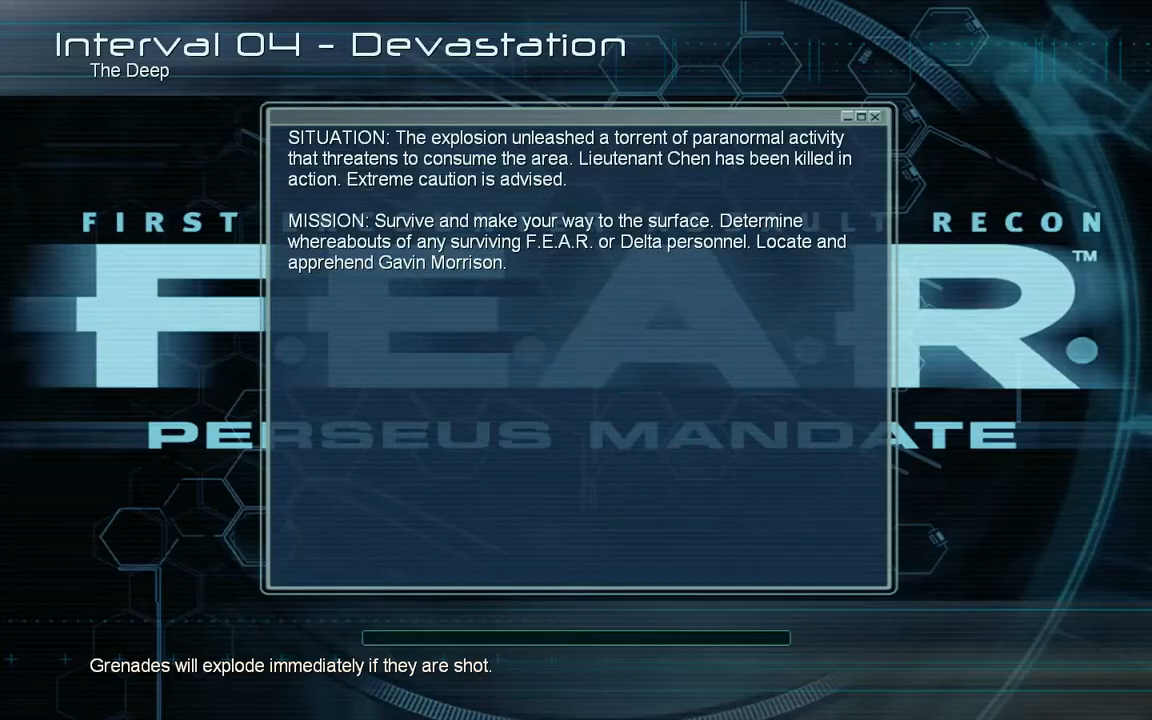 Interval 04 - Devastation
The Deep
SITUATION: The explosion unleashed a torrent of paranormal activity
that threatens to consume the area. Lieutenant Chen has been killed in
action. Extreme caution is advised.
MISSION: Survive and make your way to the surface. Determine
whereabouts of any surviving F.E.A.R. or Delta personnel. Locate and
apprehend Gavin Morrison.
FIRST RECON
F.E.A.R.™
PERSEUS MANDATE
Grenades will explode immediately if they are shot.